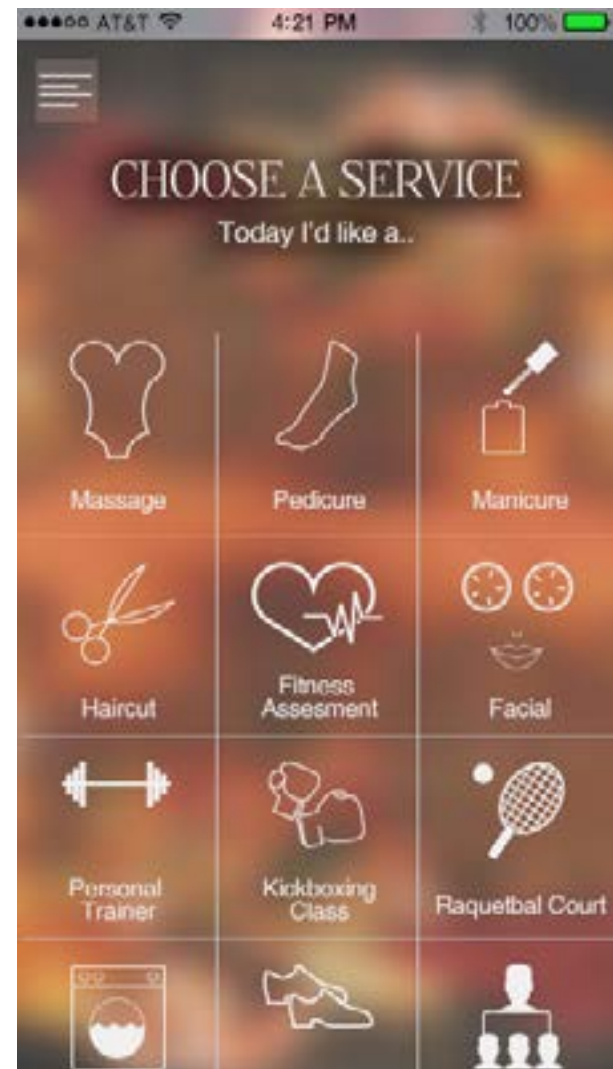 AT&T 4:21 PM 100%
CHOOSE A SERVICE
Today I'd like a..
Massage Pedicure Manicure
Haircut Fitness Assesment Facial
Personal Trainer Kickboxing Class Raquetbal Court